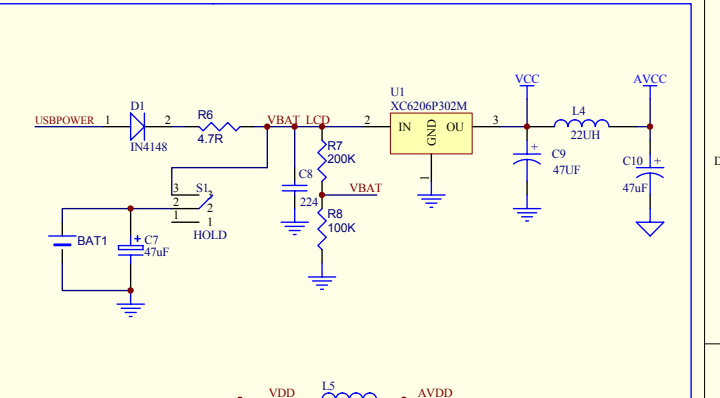 VCC
AVCC
U1
XC6206P302M
D1
L4
USBPOWER
1
2
R6
VBAT_LCD
2
IN
GND
OU
3
IN4148
4.7R
22UH
1
R7
200K
+
C9
47UF
C10
+
47uF
C8
224
VBAT
3
S1
2
2
1
1
HOLD
R8
100K
BAT1
+
C7
47uF
D
L5
VDD
AVDD